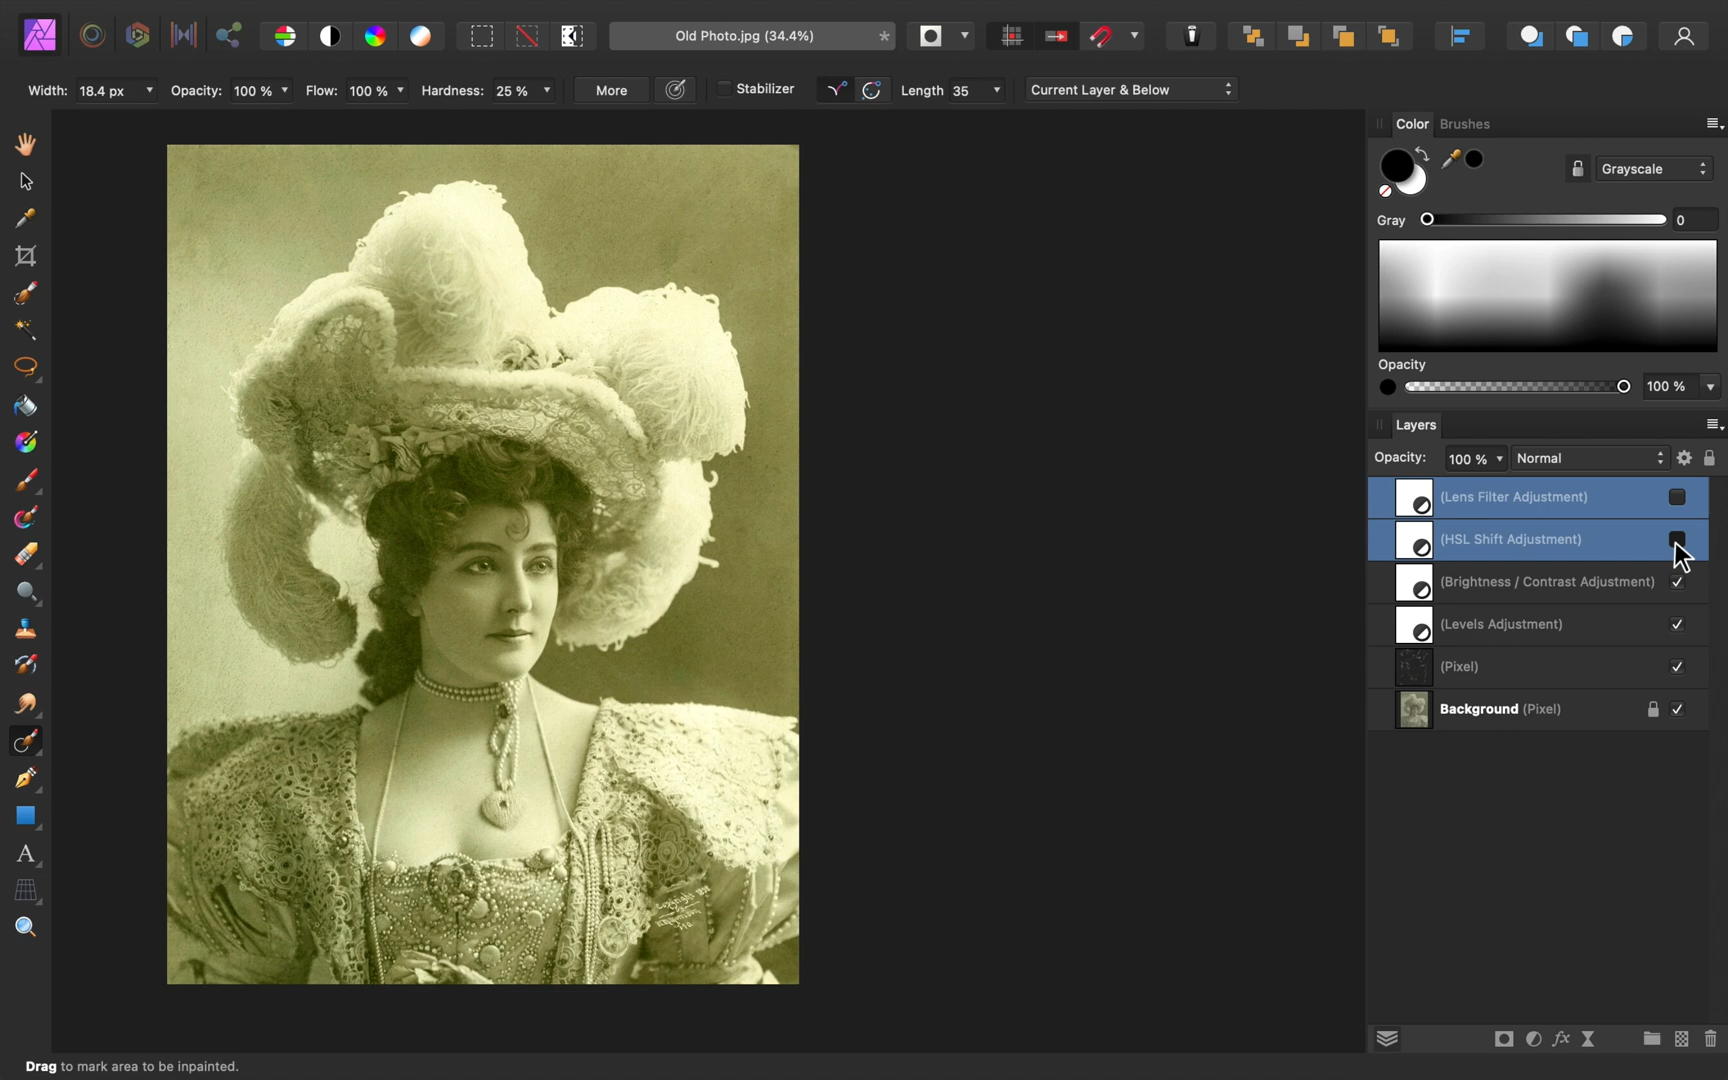 Old Photo.jpg (34.4%) *
Width: 18.4 px Opacity: 100 % Flow: 100 % Hardness: 25 % More Stabilizer Length 35 Current Layer & Below
Color Brushes
Grayscale
Gray 0
Opacity
100 %
Layers
Opacity: 100 % Normal
(Lens Filter Adjustment)
(HSL Shift Adjustment)
(Brightness / Contrast Adjustment)
(Levels Adjustment)
(Pixel)
Background (Pixel)
fx
Drag to mark area to be inpainted.